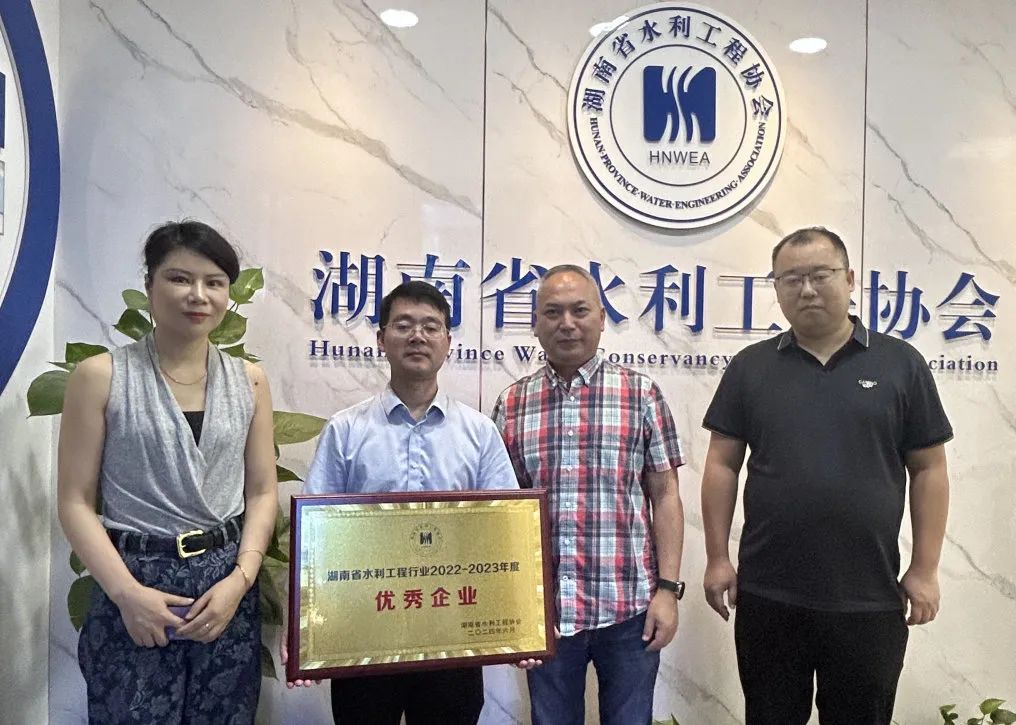 湖南省水利工程协会
HNWEA
HUNAN·PROVINCE·WATER·ENGINEERING·ASSOCIATION
湖南省水利工 协会
Hunan vince Wa Conservancy ociation
湖南省水利工程行业2022-2023年度
优秀企业
湖南省水利工程协会
二〇二四年六月